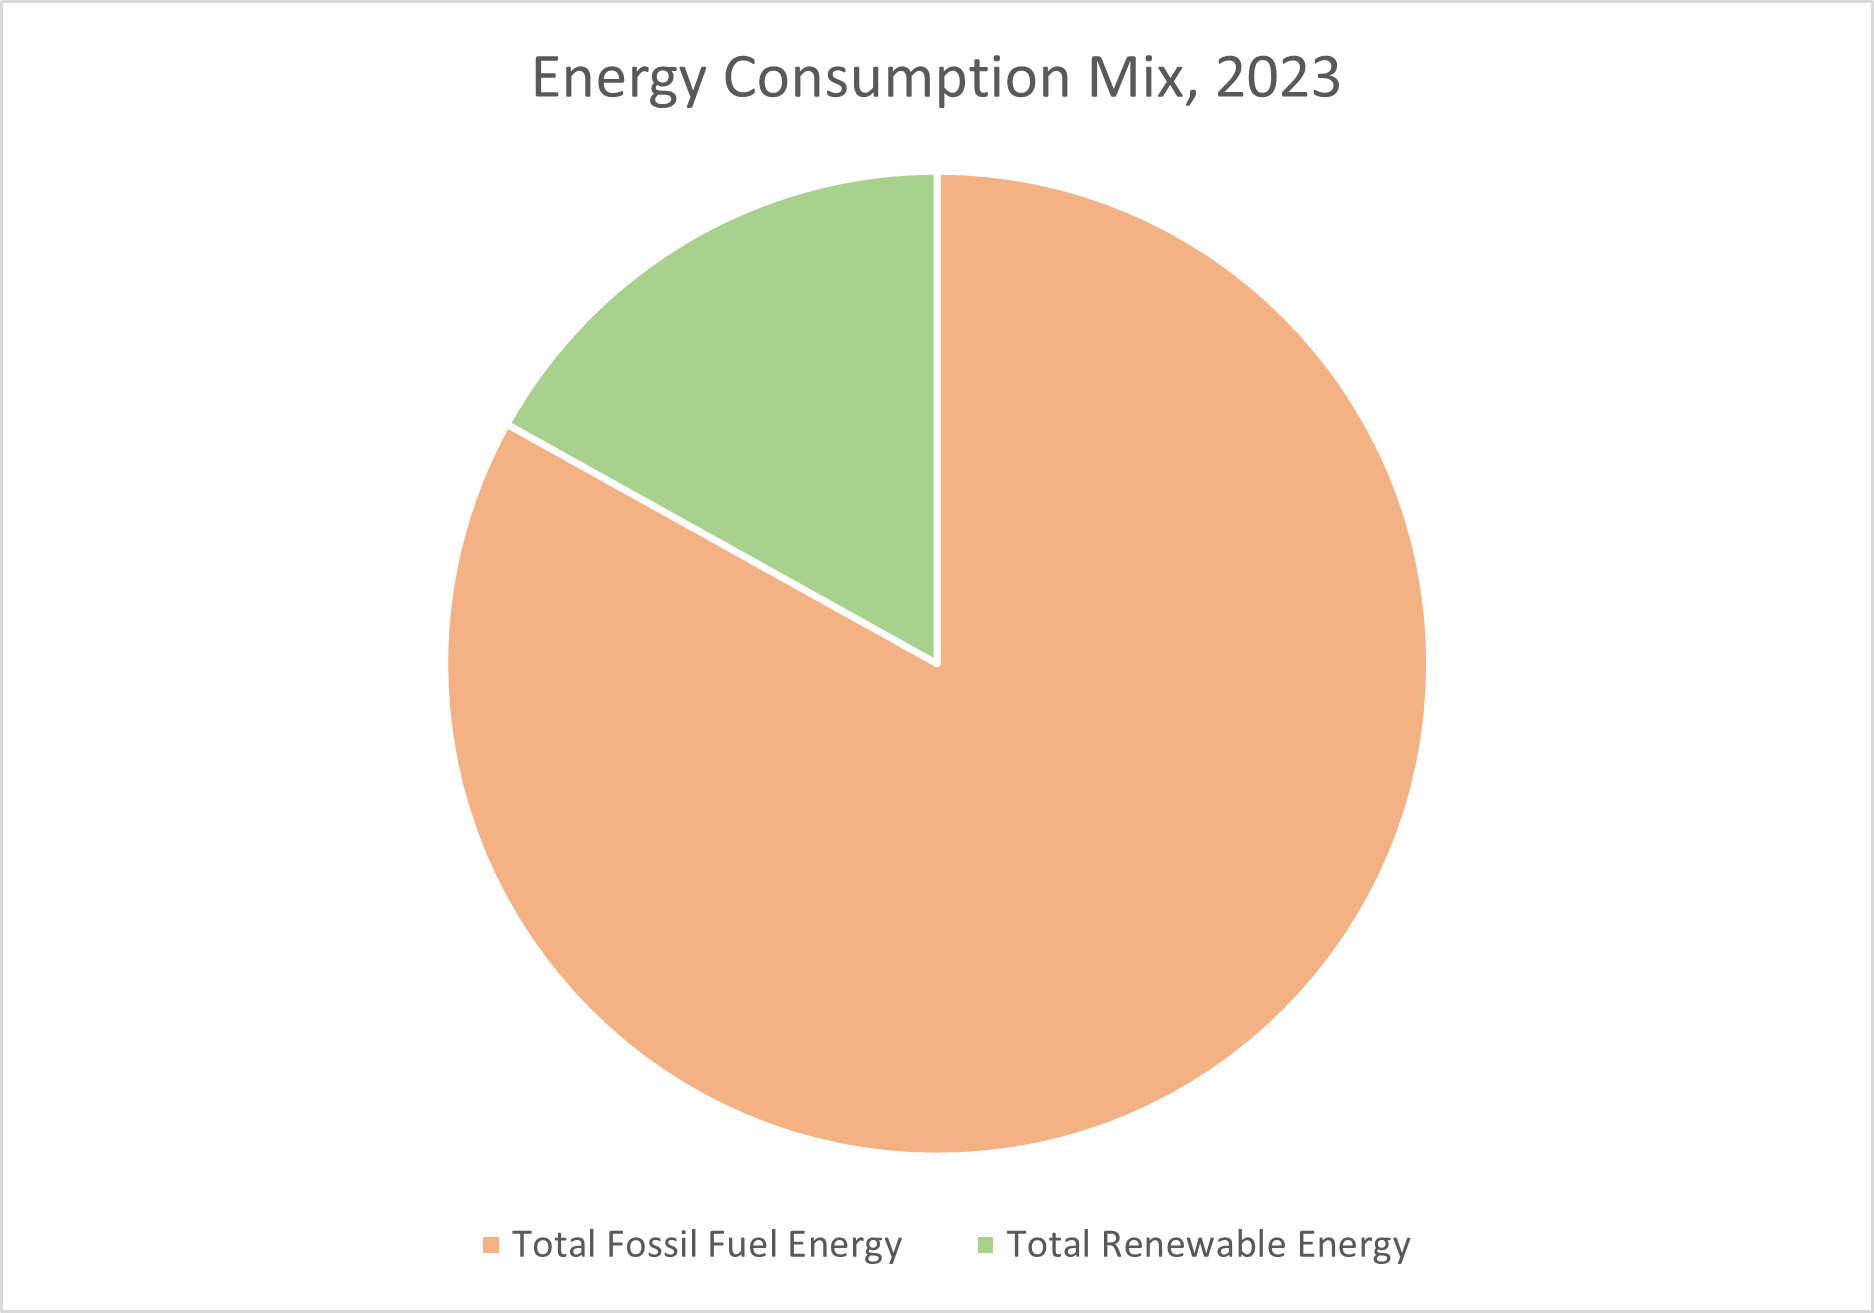 Energy Consumption Mix, 2023
Total Fossil Fuel Energy Total Renewable Energy